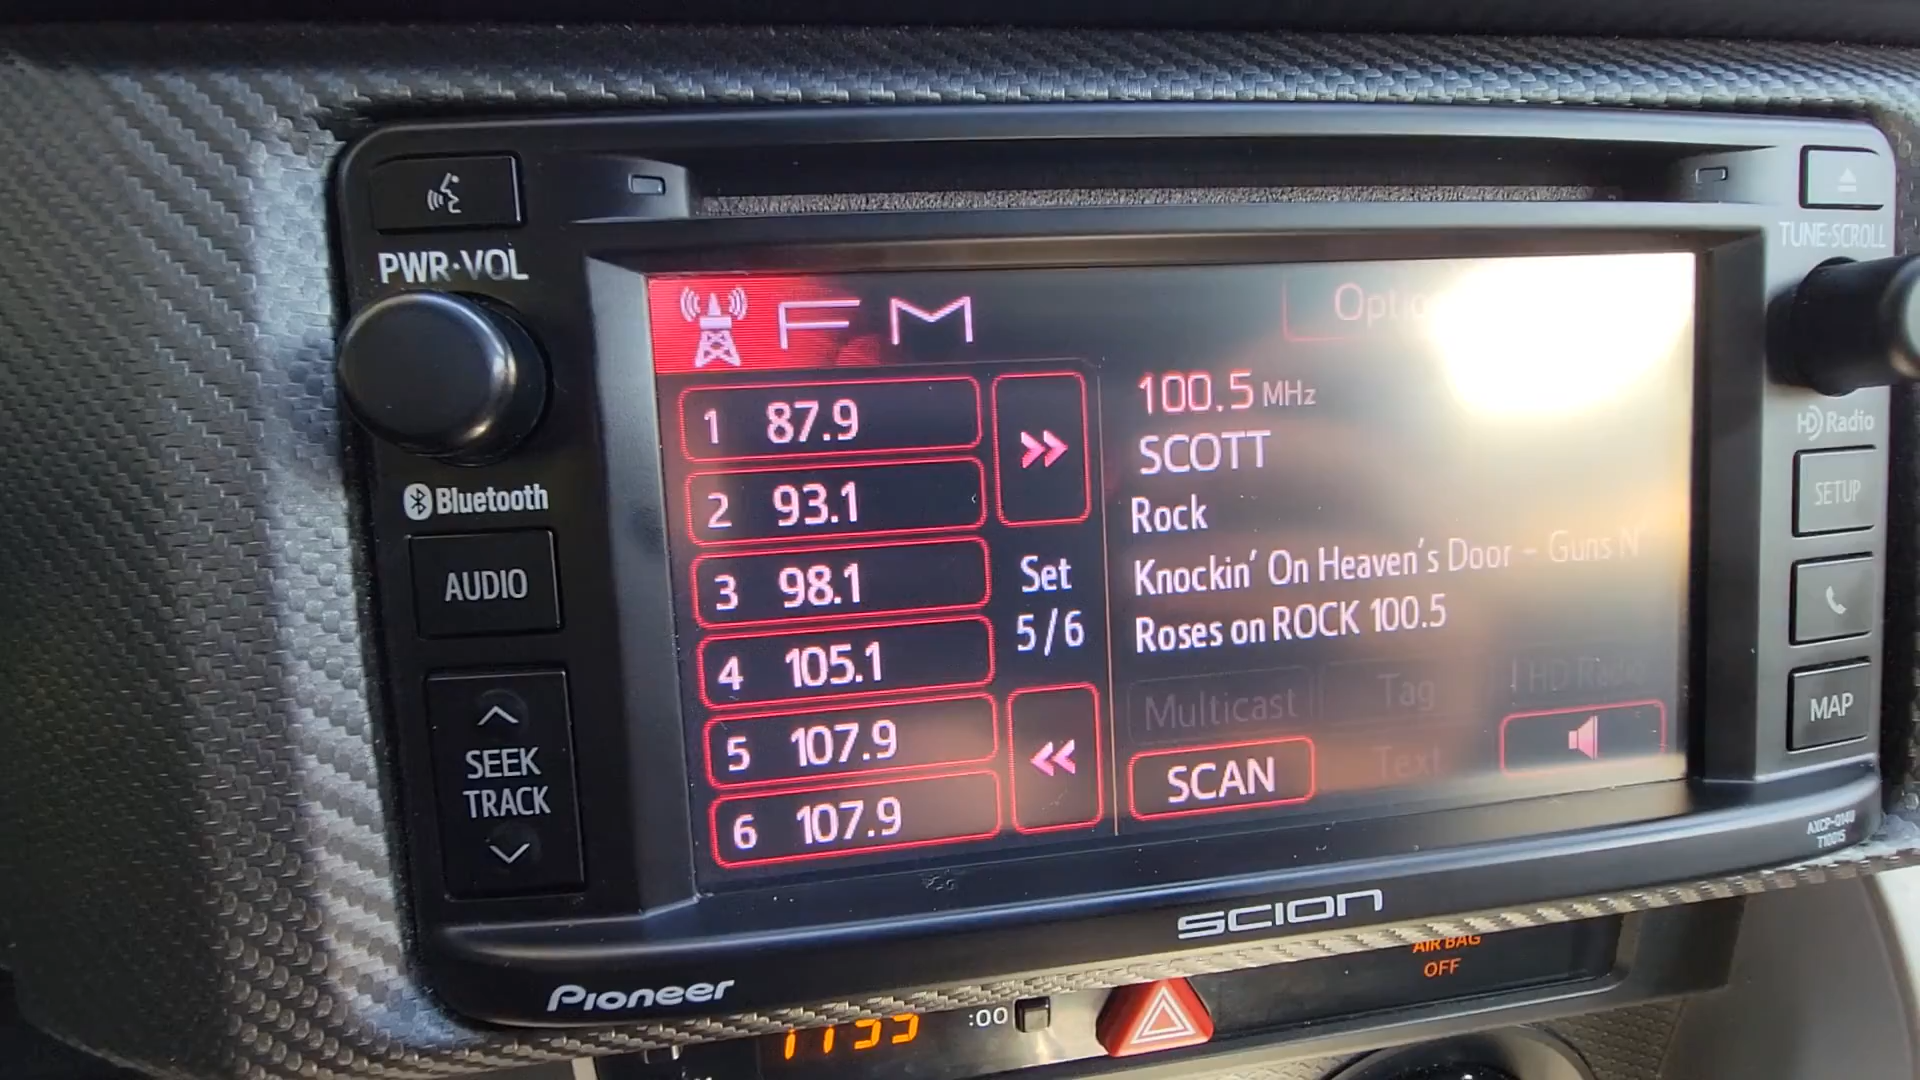 PWR·VOL
Bluetooth
AUDIO
SEEK
TRACK
FM
1 87.9
2 93.1
3 98.1
4 105.1
5 107.9
6 107.9
Set
5/6
100.5 MHz
SCOTT
Rock
Knockin' On Heaven's Door - Guns N'
Roses on ROCK 100.5
Multicast
Tag
HD Radio
SCAN
Text
TUNE·SCROLL
HD Radio
SETUP
MAP
SCION
Pioneer
AIR BAG
OFF
:00